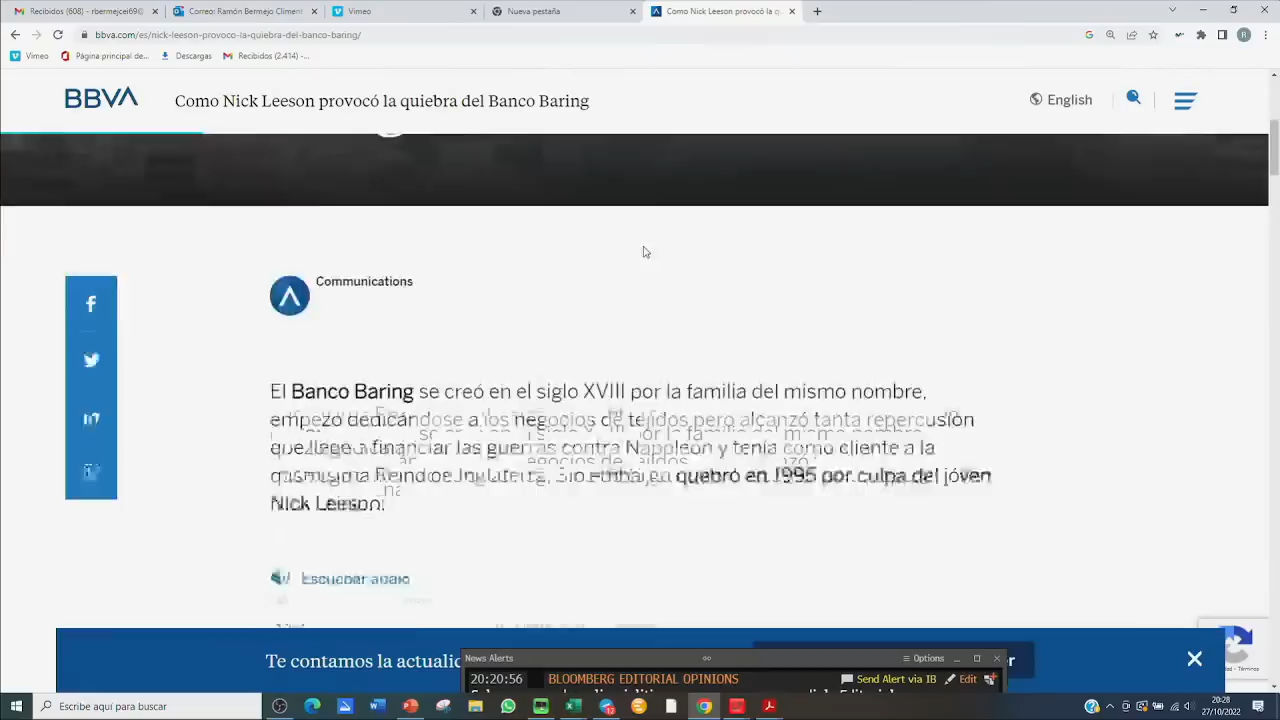 Recibidos (608) - rbermejcei69@
Correo: Ramón Bermejo Climent
Vimeo
Nueva pestaña
Como Nick Leeson provocó la q
bbva.com/es/nick-leeson-provoco-la-quiebra-del-banco-baring/
Vimeo
Página principal de...
Descargas
Recibidos (2.414) -...
BBVA
Como Nick Leeson provocó la quiebra del Banco Baring
English
Communications
El Banco Baring se creó en el siglo XVIII por la familia del mismo nombre,
empezó dedicándose a los negocios de tejidos pero alcanzó tanta repercusión
que llegó a financiar las guerras contra Napoleón y tenía como cliente a la
quebró en 1995 por culpa del jóven
Nick Leeson.
Escuchar audio
Te contamos la actualid
News Alerts
Options
20:20:56
BLOOMBERG EDITORIAL OPINIONS
Send Alert via IB
Edit
Escribe aquí para buscar
20:28
27/10/2022